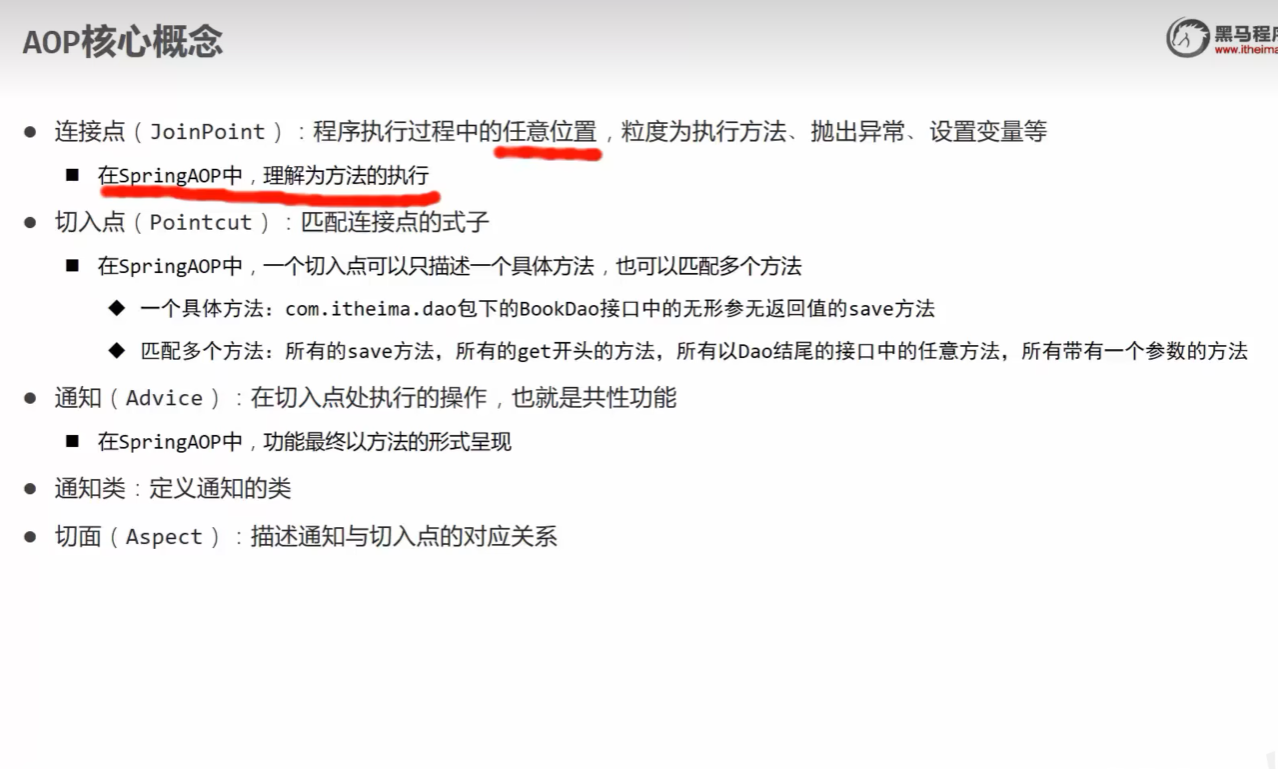 AOP核心概念
黑马程序
www.itheima
连接点（JoinPoint）：程序执行过程中的任意位置，粒度为执行方法、抛出异常、设置变量等
在SpringAOP中，理解为方法的执行
切入点（Pointcut）：匹配连接点的式子
在SpringAOP中，一个切入点可以只描述一个具体方法，也可以匹配多个方法
一个具体方法：com.itheima.dao包下的BookDao接口中的无形参无返回值的save方法
匹配多个方法：所有的save方法，所有的get开头的方法，所有以Dao结尾的接口中的任意方法，所有带有一个参数的方法
通知（Advice）：在切入点处执行的操作，也就是共性功能
在SpringAOP中，功能最终以方法的形式呈现
通知类：定义通知的类
切面（Aspect）：描述通知与切入点的对应关系